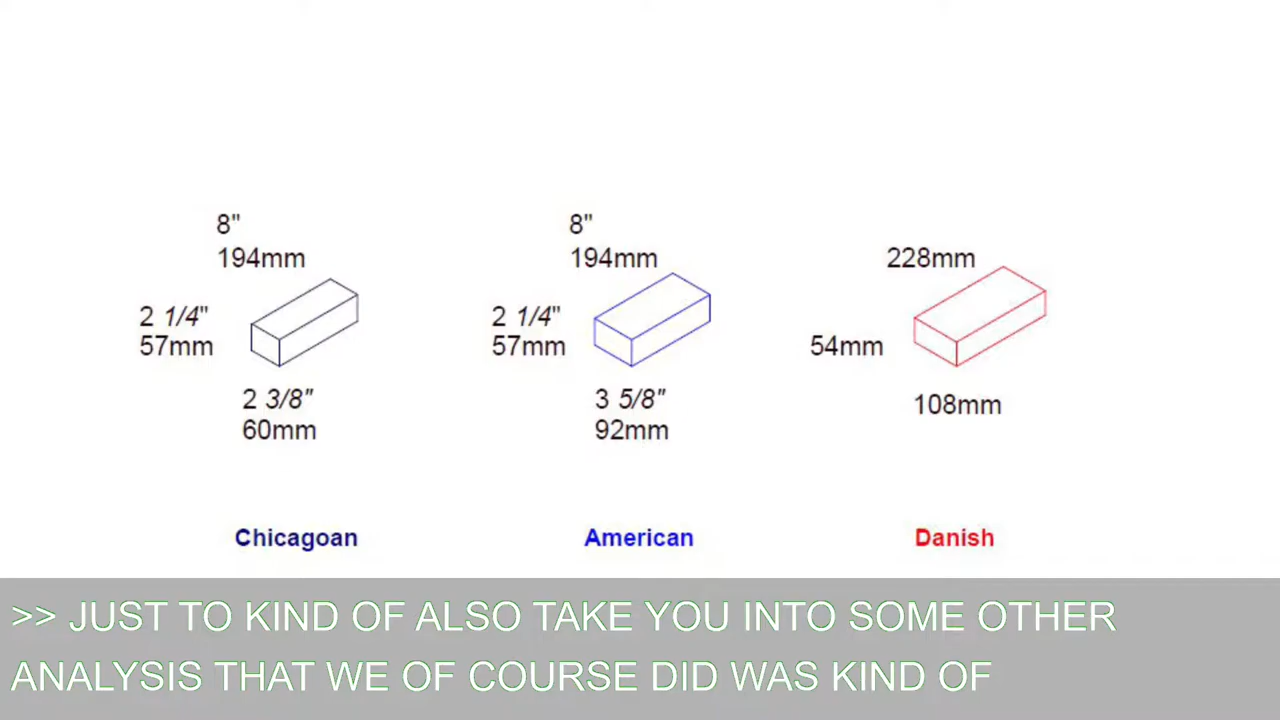 8"
194mm
2 1/4"
57mm
2 3/8"
60mm
Chicagoan
8"
194mm
2 1/4"
57mm
3 5/8"
92mm
American
228mm
54mm
108mm
Danish
>> JUST TO KIND OF ALSO TAKE YOU INTO SOME OTHER
ANALYSIS THAT WE OF COURSE DID WAS KIND OF